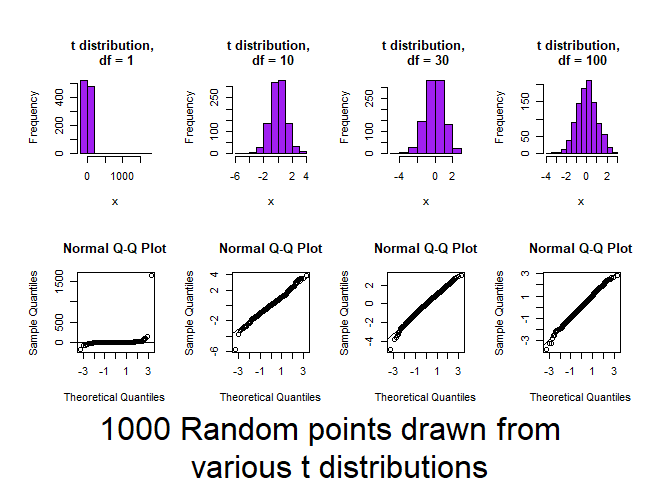 t distribution, df = 1
t distribution, df = 10
t distribution, df = 30
t distribution, df = 100
Frequency
0 200 400
0 1000
x
Frequency
0 100 250
-6 -2 2 4
x
Frequency
0 100 250
-4 0 2
x
Frequency
0 50 150
-4 -2 0 2
x
Normal Q-Q Plot
Normal Q-Q Plot
Normal Q-Q Plot
Normal Q-Q Plot
Sample Quantiles
0 500 1500
-3 -1 1 3
Theoretical Quantiles
Sample Quantiles
-6 -2 2 4
-3 -1 1 3
Theoretical Quantiles
Sample Quantiles
-4 -2 0 2
-3 -1 1 3
Theoretical Quantiles
Sample Quantiles
-3 -1 1 3
-3 -1 1 3
Theoretical Quantiles
1000 Random points drawn from
various t distributions